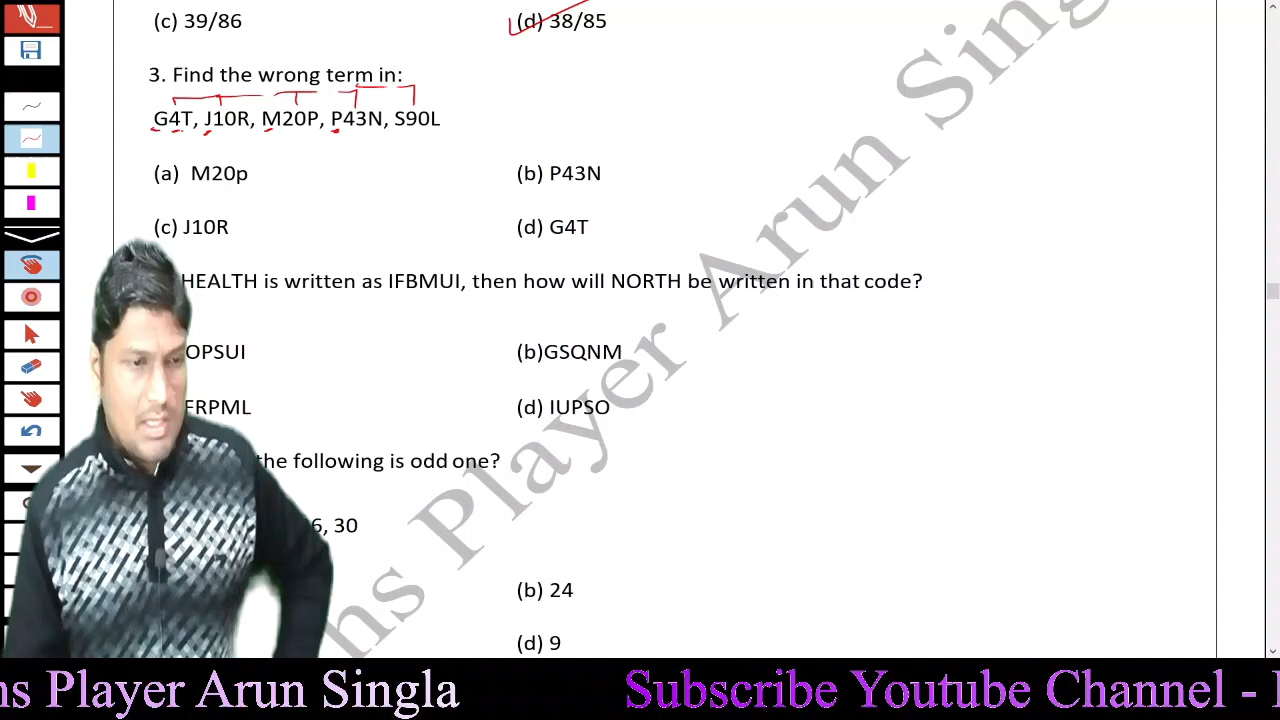 (c) 39/86 (d) 38/85
3. Find the wrong term in:
G4T, J10R, M20P, P43N, S90L
(a) M20p (b) P43N
(c) J10R (d) G4T
HEALTH is written as IFBMUI, then how will NORTH be written in that code?
OPSUI (b)GSQNM
FRPML (d) IUPSO
the following is odd one?
6, 30
(b) 24
(d) 9
Player Arun Singla Subscribe Youtube Channel -
Player Arun